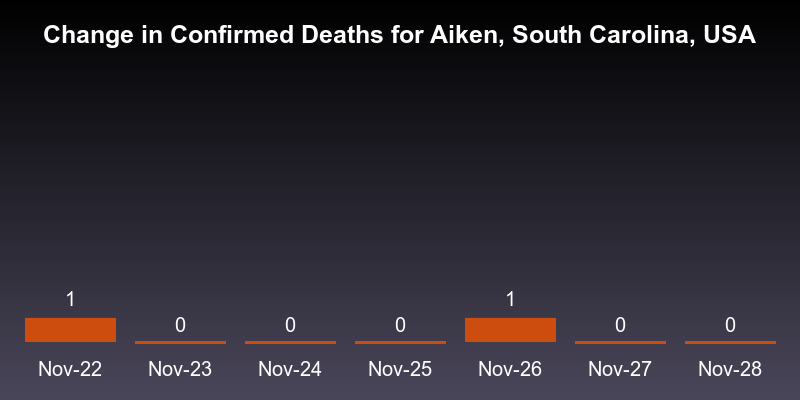 Change in Confirmed Deaths for Aiken, South Carolina, USA
1 0 0 0 1 0 0
Nov-22 Nov-23 Nov-24 Nov-25 Nov-26 Nov-27 Nov-28